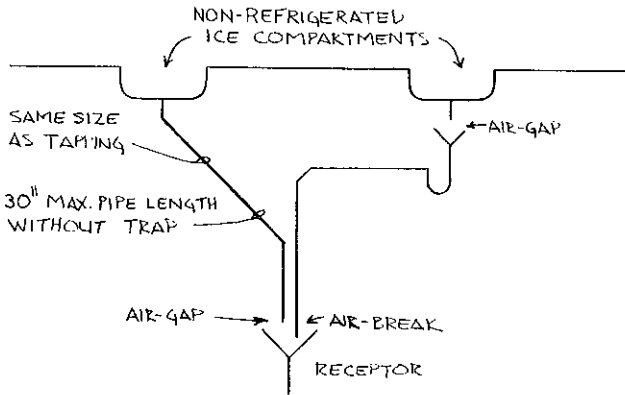 NON-REFRIGERATED
ICE COMPARTMENTS
SAME SIZE
AS TAPPING
AIR-GAP
30" MAX. PIPE LENGTH
WITHOUT TRAP
AIR-GAP
AIR-BREAK
RECEPTOR